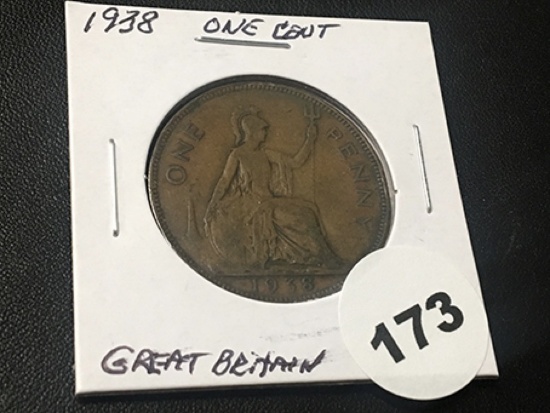 1938 ONE CENT
ONE PENNY
1938
173
GREAT BRITAIN